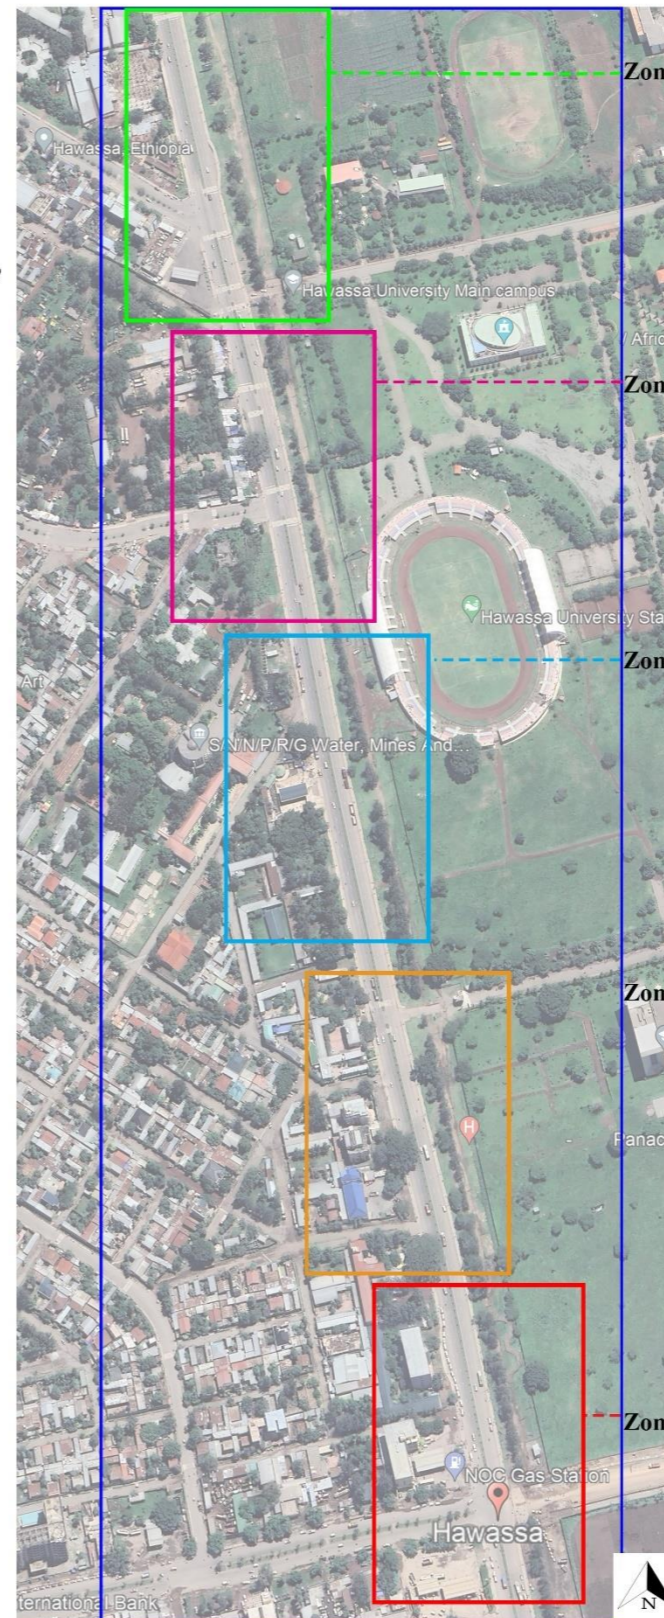 Zon
Hawassa, Ethiopia
Hawassa University Main campus
/ Afric
Zon
Hawassa University Sta
Zon
Art
S/N/N/P/R/G Water, Mines And...
Zon
H
Panac
Zon
NOC Gas Station
Hawassa
ternational Bank
N